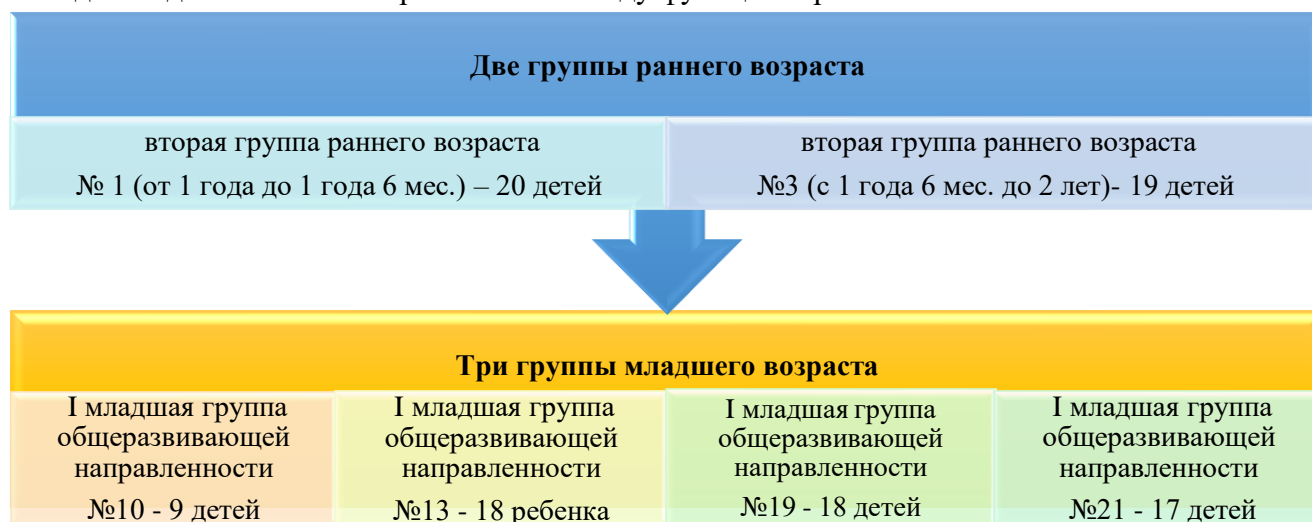 Две группы раннего возраста
вторая группа раннего возраста
№ 1 (от 1 года до 1 года 6 мес.) – 20 детей
вторая группа раннего возраста
№3 (с 1 года 6 мес. до 2 лет)- 19 детей
Три группы младшего возраста
I младшая группа
общеразвивающей
направленности
№10 - 9 детей
I младшая группа
общеразвивающей
направленности
№13 - 18 ребенка
I младшая группа
общеразвивающей
направленности
№19 - 18 детей
I младшая группа
общеразвивающей
направленности
№21 - 17 детей